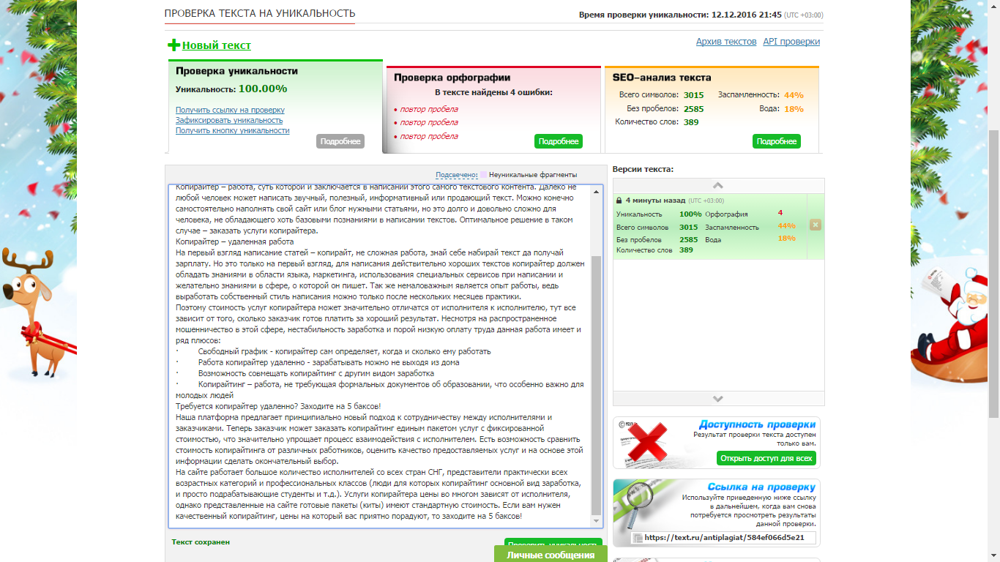 ПРОВЕРКА ТЕКСТА НА УНИКАЛЬНОСТЬ
Время проверки уникальности: 12.12.2016 21:45 (UTC +03:00)
Новый текст
Архив текстов API проверки
Проверка уникальности
Уникальность: 100.00%
Получить ссылку на проверку
Зафиксировать уникальность
Получить кнопку уникальности
Подробнее
Проверка орфографии
В тексте найдены 4 ошибки:
• повтор пробела
• повтор пробела
• повтор пробела
Подробнее
SEO-анализ текста
Всего символов: 3015 Заспамленность: 44%
Без пробелов: 2585 Вода: 18%
Количество слов: 389
Подробнее
Подсвечено: Неуникальные фрагменты
Копирайтер – работа, суть которой и заключается в написании этого самого текстового контента. Далеко не
любой человек может написать звучный, полезный, информативный или продающий текст. Можно конечно
самостоятельно наполнять свой сайт или блог нужными статьями, но это долго и довольно сложно для
человека, не обладающего хоть базовыми познаниями в написании текстов. Оптимальное решение в таком
случае – заказать услуги копирайтера.
Копирайтер – удаленная работа
На первый взгляд написание статей – копирайт, не сложная работа, знай себе набирай текст да получай
зарплату. Но это только на первый взгляд, для написания действительно хороших текстов копирайтер должен
обладать знаниями в области языка, маркетинга, использования специальных сервисов при написании и
желательно знаниями в сфере, о которой он пишет. Так же немаловажным является опыт работы, ведь
выработать собственный стиль написания можно только после нескольких месяцев практики.
Поэтому стоимость услуг копирайтера может значительно отличатся от исполнителя к исполнителю, тут все
зависит от того, сколько заказчик готов платить за хороший результат. Несмотря на распространенное
мошенничество в этой сфере, нестабильность заработка и порой низкую оплату труда данная работа имеет и
ряд плюсов:
· Свободный график - копирайтер сам определяет, когда и сколько ему работать
· Работа копирайтер удаленно - зарабатывать можно не выходя из дома
· Возможность совмещать копирайтинг с другим видом заработка
· Копирайтинг – работа, не требующая формальных документов об образовании, что особенно важно для
молодых людей
Требуется копирайтер удаленно? Заходите на 5 баксов!
Наша платформа предлагает принципиально новый подход к сотрудничеству между исполнителями и
заказчиками. Теперь заказчик может заказать копирайтинг единым пакетом услуг с фиксированной
стоимостью, что значительно упрощает процесс взаимодействия с исполнителем. Есть возможность сравнить
стоимость копирайтинга от различных работников, оценить качество предоставляемых услуг и на основе этой
информации сделать окончательный выбор.
На сайте работает большое количество исполнителей со всех стран СНГ, представители практически всех
возрастных категорий и профессиональных классов (люди для которых копирайтинг основной вид заработка,
и просто подрабатывающие студенты и т.д.). Услуги копирайтера цены во многом зависят от исполнителя,
однако представленные на сайте готовые пакеты (киты) имеют стандартную стоимость. Если вам нужен
качественный копирайтинг, цены на который вас приятно порадуют, то заходите на 5 баксов!
Текст сохранен
Проверить уникальность
Личные сообщения
Версии текста:
4 минуты назад (UTC +03:00)
Уникальность 100% Орфография 4
Всего символов 3015 Заспамленность 44%
Без пробелов 2585 Вода 18%
Количество слов 389
Доступность проверки
Результат проверки текста доступен
только вам.
Открыть доступ для всех
Ссылка на проверку
Используйте приведенную ниже ссылку
в дальнейшем, когда вам снова
потребуется просмотреть результаты
данной проверки.
https://text.ru/antiplagiat/584ef066d5e21